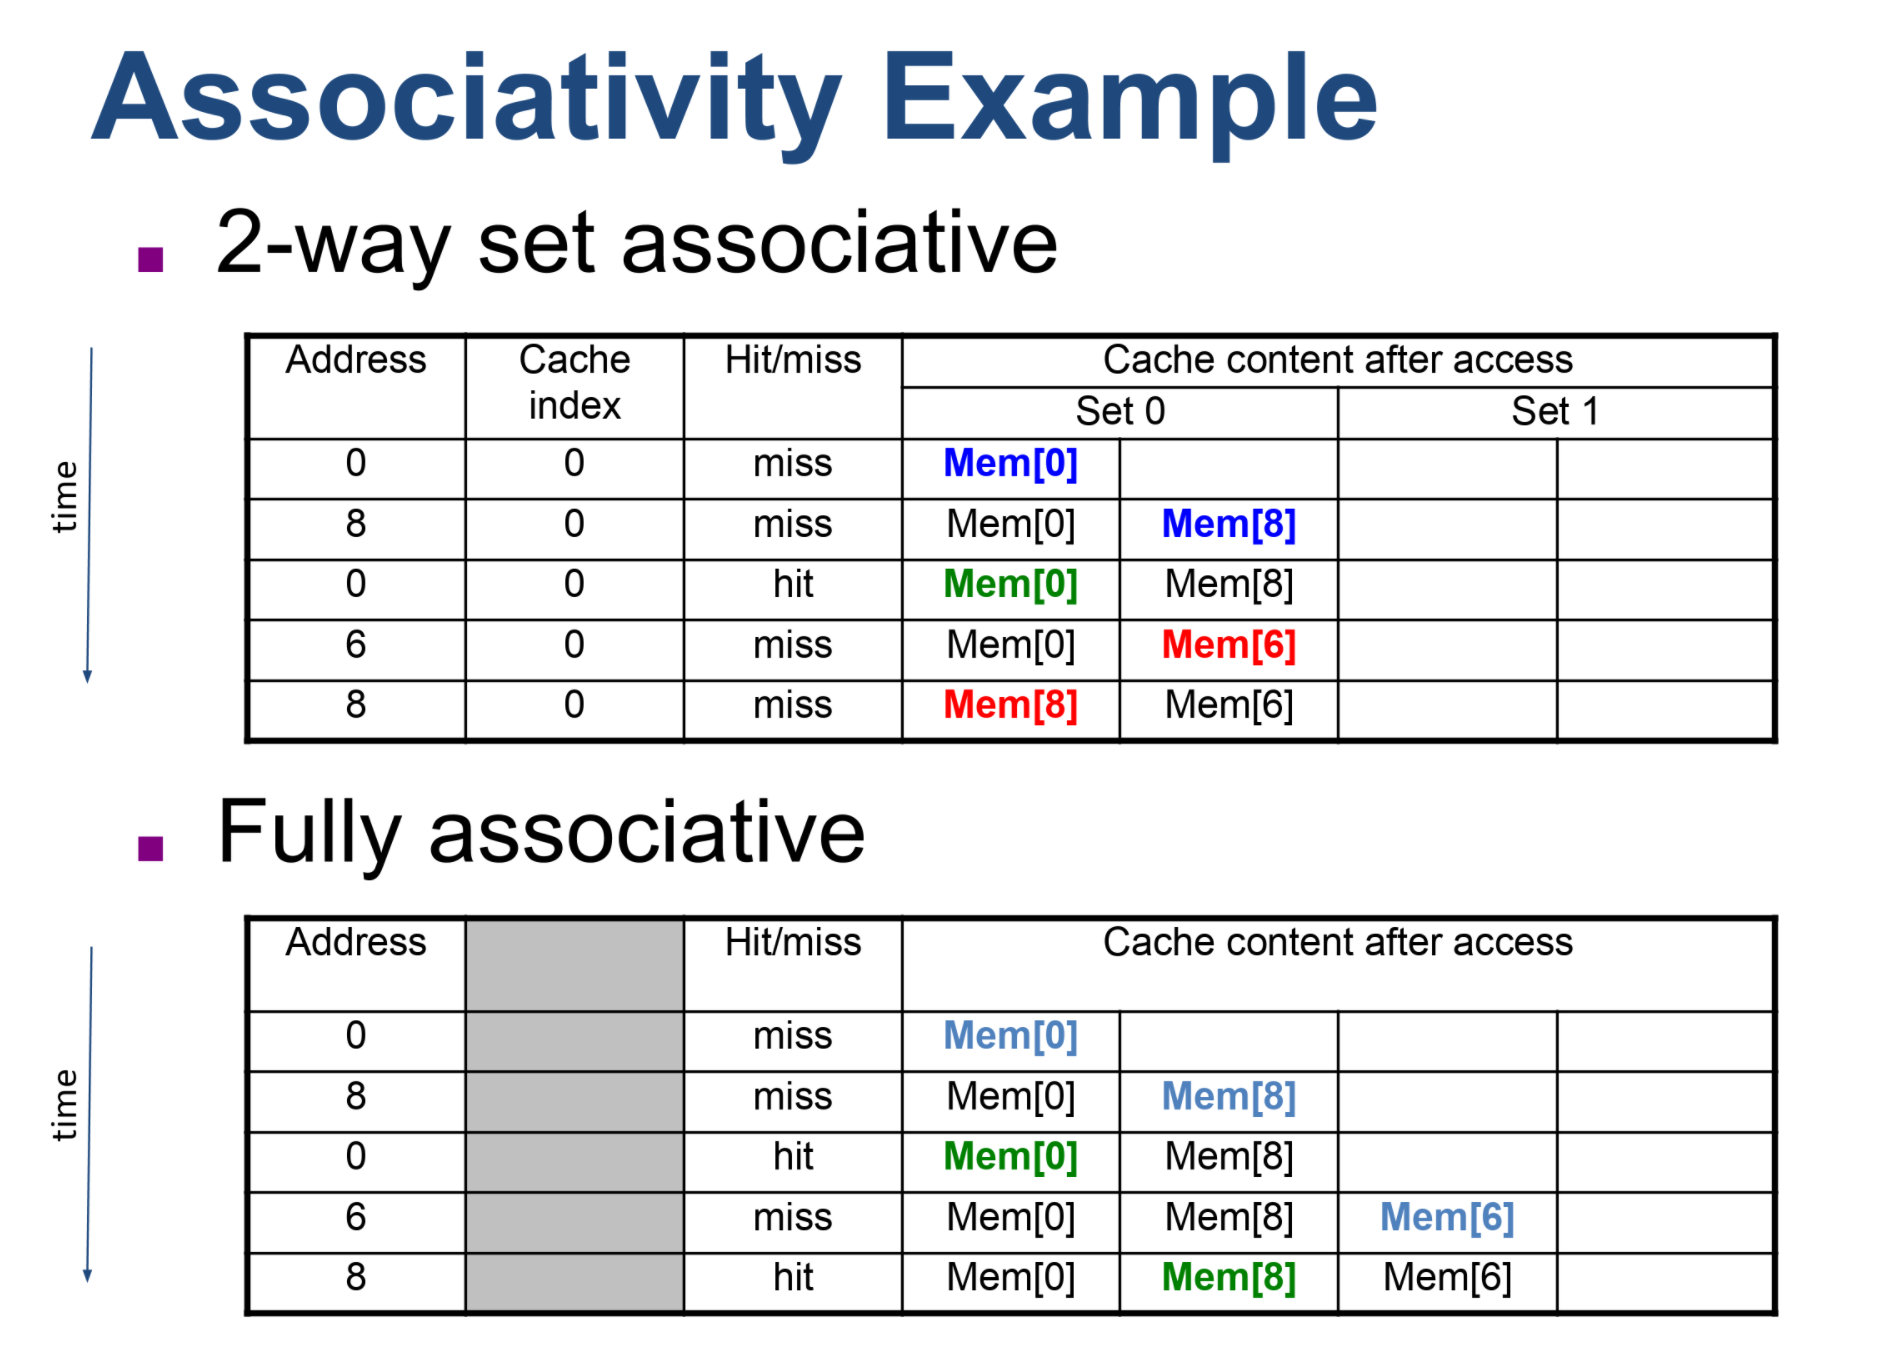 Associativity Example
2-way set associative
time
Address Cache index Hit/miss Cache content after access
Set 0 Set 1
0 0 miss Mem[0]
8 0 miss Mem[0] Mem[8]
0 0 hit Mem[0] Mem[8]
6 0 miss Mem[0] Mem[6]
8 0 miss Mem[8] Mem[6]
Fully associative
time
Address Hit/miss Cache content after access
0 miss Mem[0]
8 miss Mem[0] Mem[8]
0 hit Mem[0] Mem[8]
6 miss Mem[0] Mem[8] Mem[6]
8 hit Mem[0] Mem[8] Mem[6]